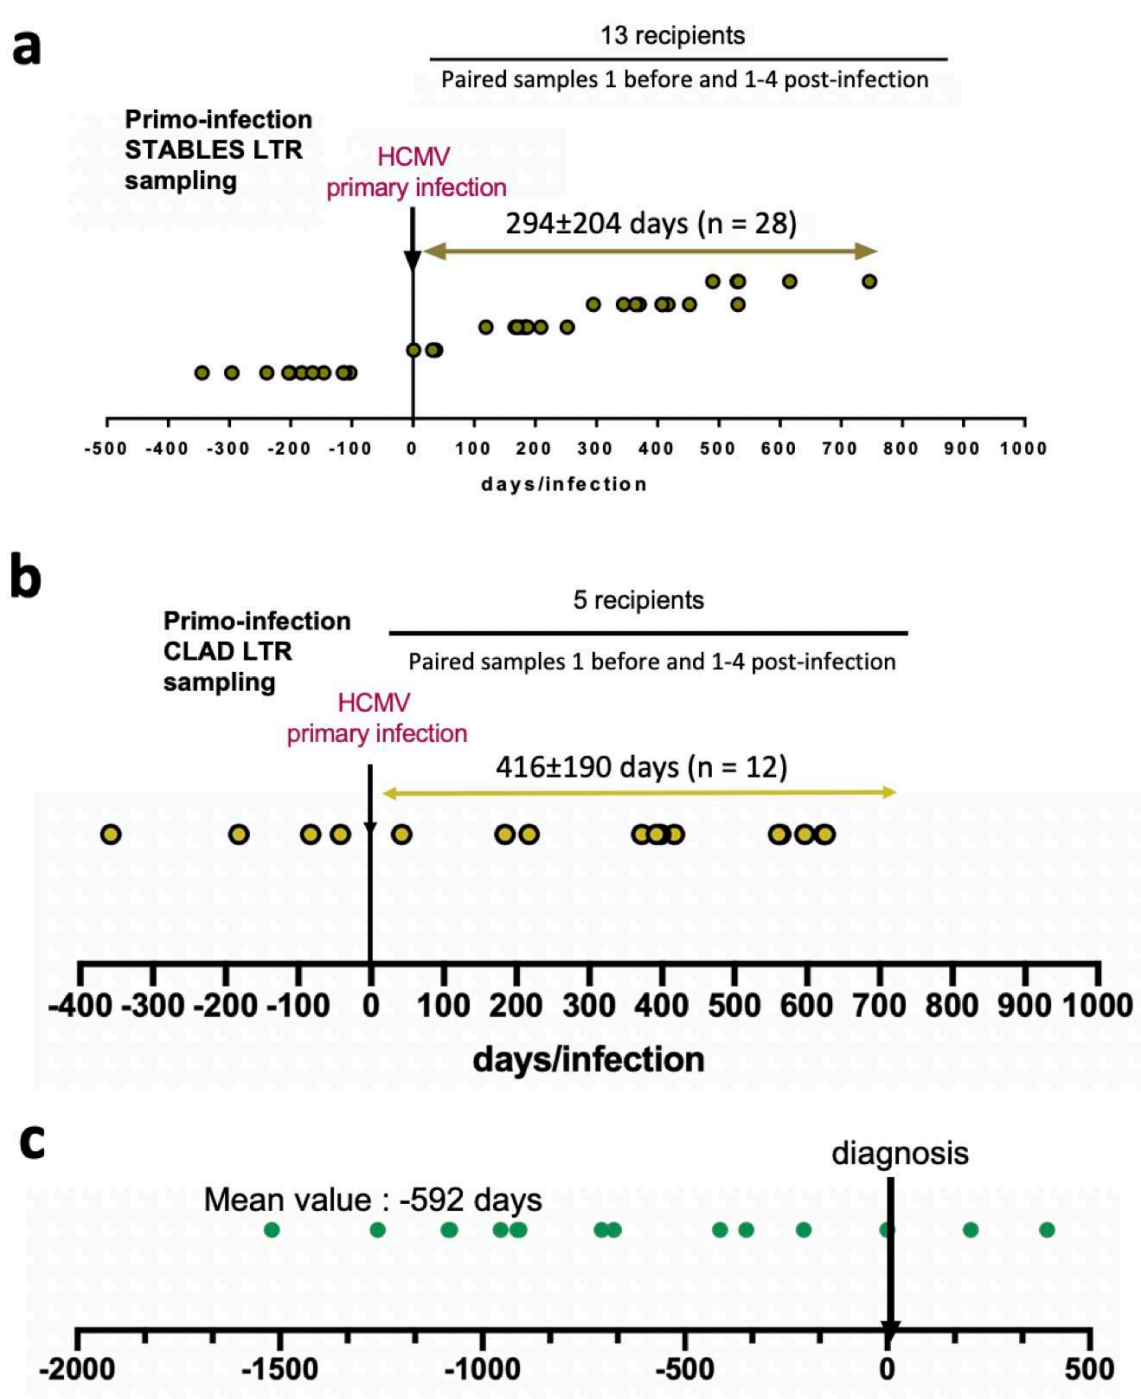 a
13 recipients
Paired samples 1 before and 1-4 post-infection
Primo-infection
STABLES LTR
sampling
HCMV
primary infection
294±204 days (n = 28)
-500 -400 -300 -200 -100 0 100 200 300 400 500 600 700 800 900 1000
days/infection
b
5 recipients
Primo-infection
CLAD LTR
sampling
Paired samples 1 before and 1-4 post-infection
HCMV
primary infection
416±190 days (n = 12)
-400 -300 -200 -100 0 100 200 300 400 500 600 700 800 900 1000
days/infection
c
diagnosis
Mean value : -592 days
-2000 -1500 -1000 -500 0 500